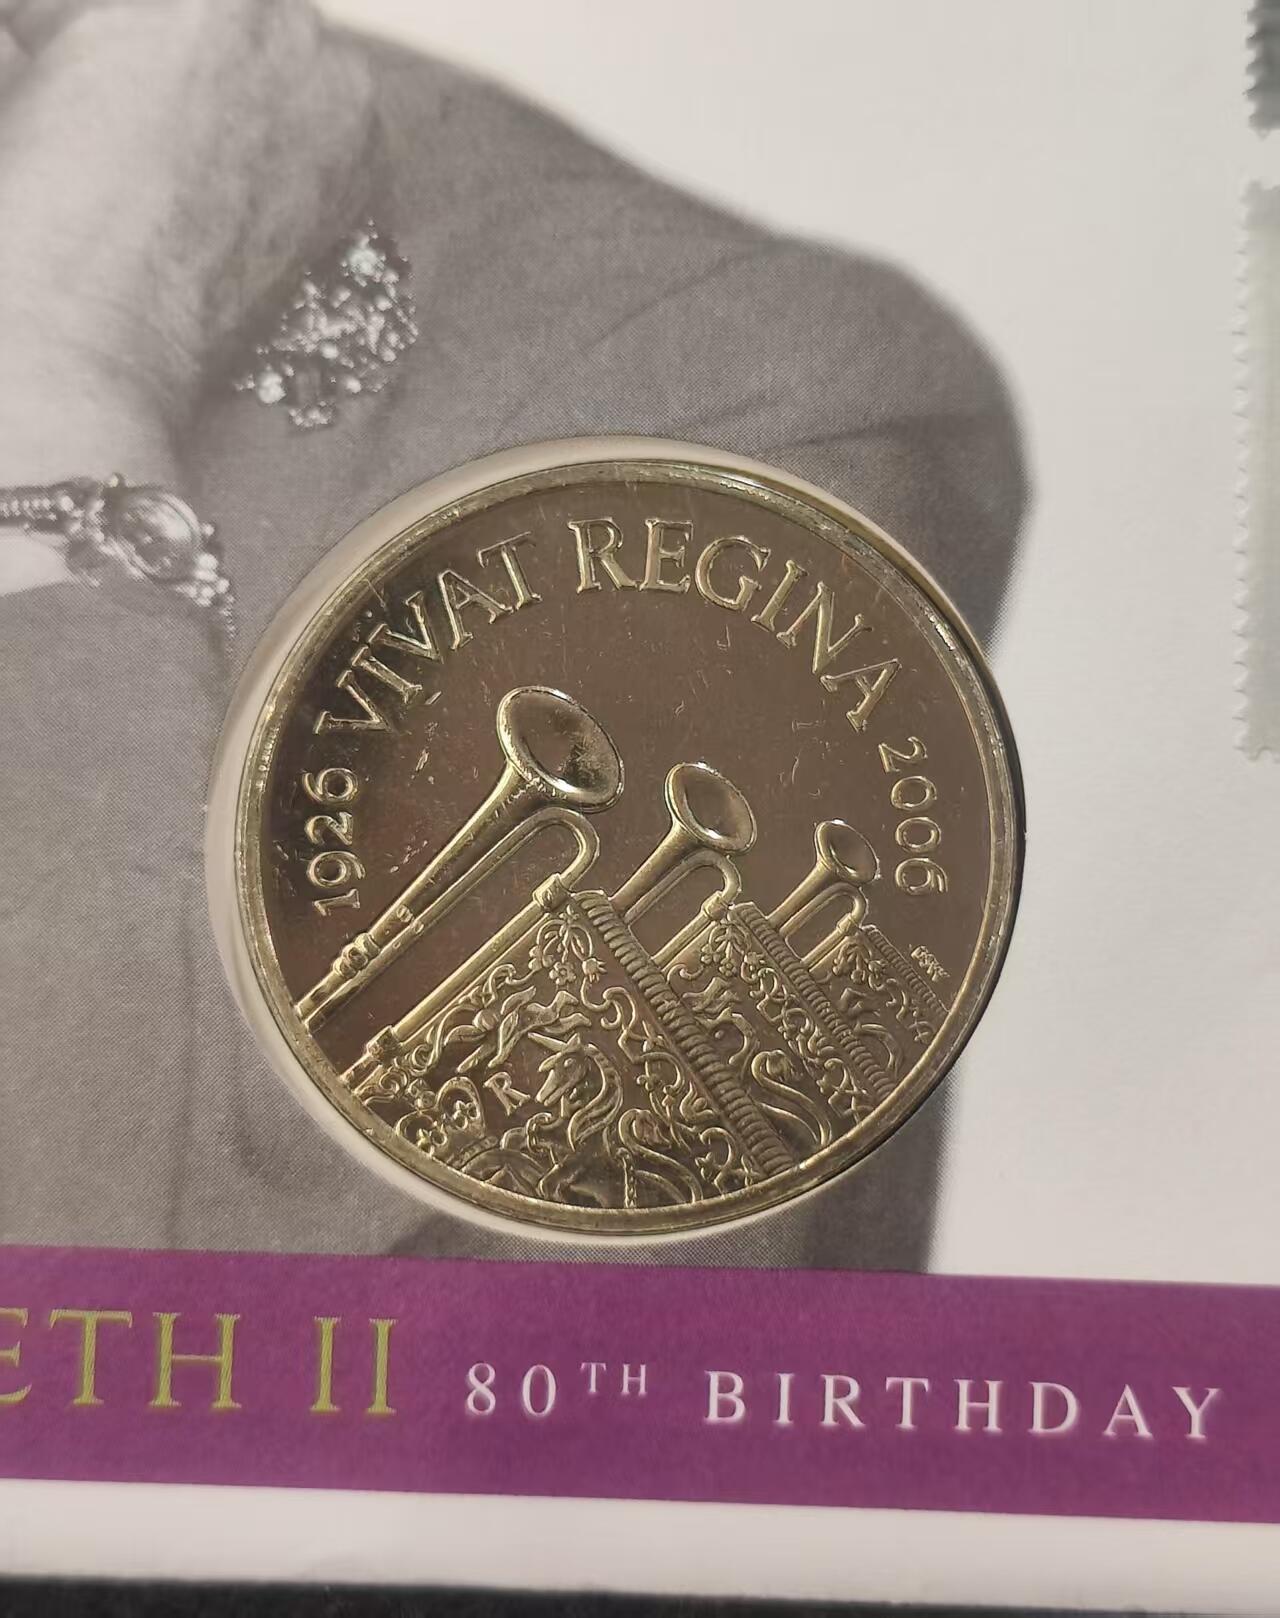 1926 VIVAT REGINA 2006
R
ETH II 80TH BIRTHDAY